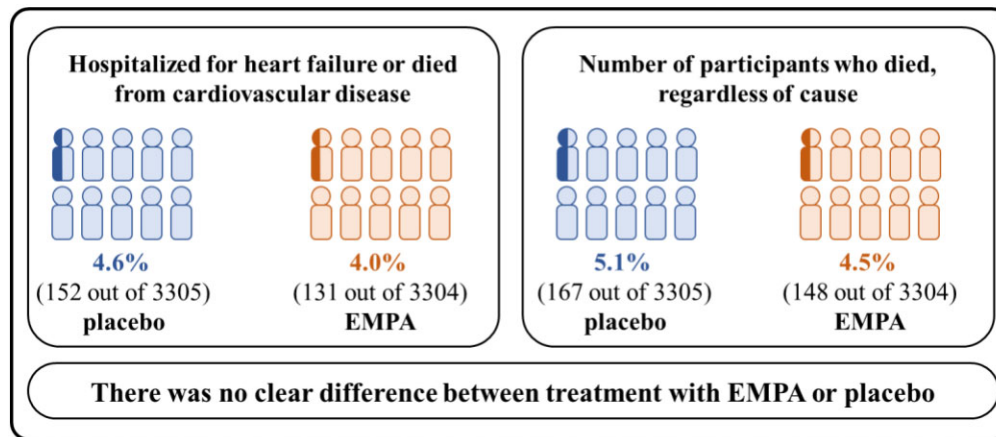 Hospitalized for heart failure or died
from cardiovascular disease
4.6%
(152 out of 3305)
placebo
4.0%
(131 out of 3304)
EMPA
Number of participants who died,
regardless of cause
5.1%
(167 out of 3305)
placebo
4.5%
(148 out of 3304)
EMPA
There was no clear difference between treatment with EMPA or placebo